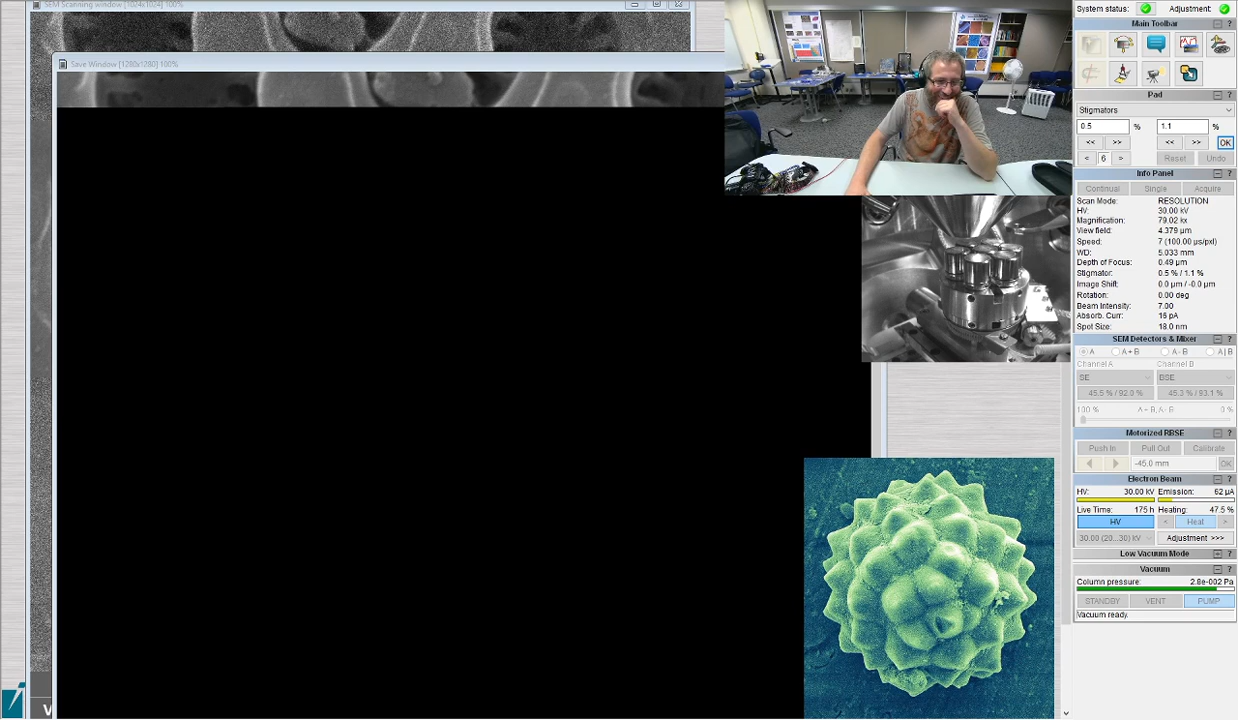 SEM Scanning window [1024x1024] 100%
Save Window [1280x1280] 100%
System status:
Adjustment:
Main Toolbar
?
Pad
?
Stigmators
0.5 %
1.1 %
<< >>
<< >>
OK
< 6 >
Reset
Undo
Info Panel
?
Continual Single Acquire
Scan Mode: RESOLUTION
HV: 30.00 kV
Magnification: 79.02 kx
View field: 4.379 µm
Speed: 7 (100.00 µs/pxl)
WD: 5.033 mm
Depth of Focus: 0.49 µm
Stigmator: 0.5 % / 1.1 %
Image Shift: 0.0 µm / -0.0 µm
Rotation: 0.00 deg
Beam Intensity: 7.00
Absorb. Curr: 15 pA
Spot Size: 18.0 nm
SEM Detectors & Mixer
?
A A+B A-B A|B
Channel A Channel B
SE BSE
45.5 % / 92.0 % 45.3 % / 93.1 %
100 % A+B, A-B 0 %
Motorized RBSE
?
Push In Pull Out Calibrate
-45.0 mm OK
Electron Beam
?
HV: 30.00 kV Emission: 62 µA
Live Time: 175 h Heating: 47.5 %
HV < Heat >
30.00 (20...30) kV Adjustment >>>
Low Vacuum Mode
?
Vacuum
?
Column pressure: 2.8e-002 Pa
STANDBY VENT PUMP
Vacuum ready.